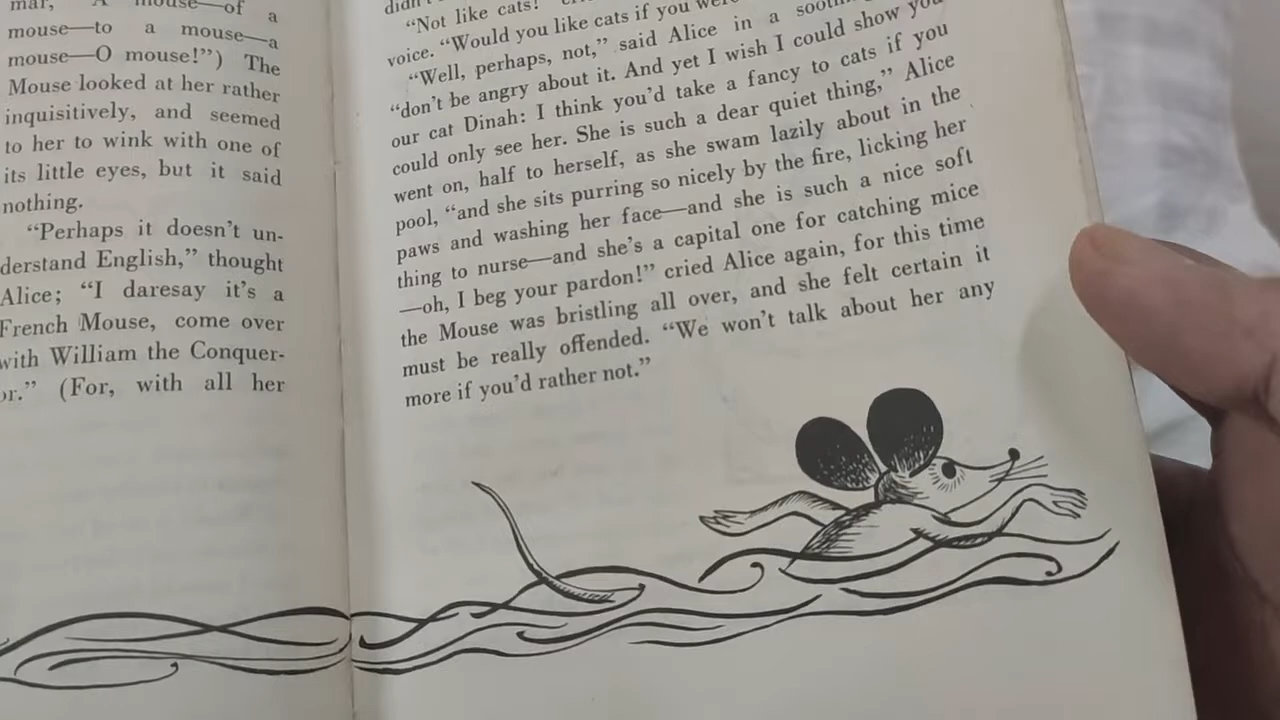 mar, "A mouse—of a
mouse—to a mouse—a
mouse—O mouse!") The
Mouse looked at her rather
inquisitively, and seemed
to her to wink with one of
its little eyes, but it said
nothing.
"Perhaps it doesn't un-
derstand English," thought
Alice; "I daresay it's a
French Mouse, come over
with William the Conquer-
or." (For, with all her
"Not like cats!"
voice. "Would you like cats if you were
"Well, perhaps, not," said Alice in a
"don't be angry about it. And yet I wish I could show you
our cat Dinah: I think you'd take a fancy to cats if you
could only see her. She is such a dear quiet thing," Alice
went on, half to herself, as she swam lazily about in the
pool, "and she sits purring so nicely by the fire, licking her
paws and washing her face—and she is such a nice soft
thing to nurse—and she's a capital one for catching mice
—oh, I beg your pardon!" cried Alice again, for this time
the Mouse was bristling all over, and she felt certain it
must be really offended. "We won't talk about her any
more if you'd rather not."